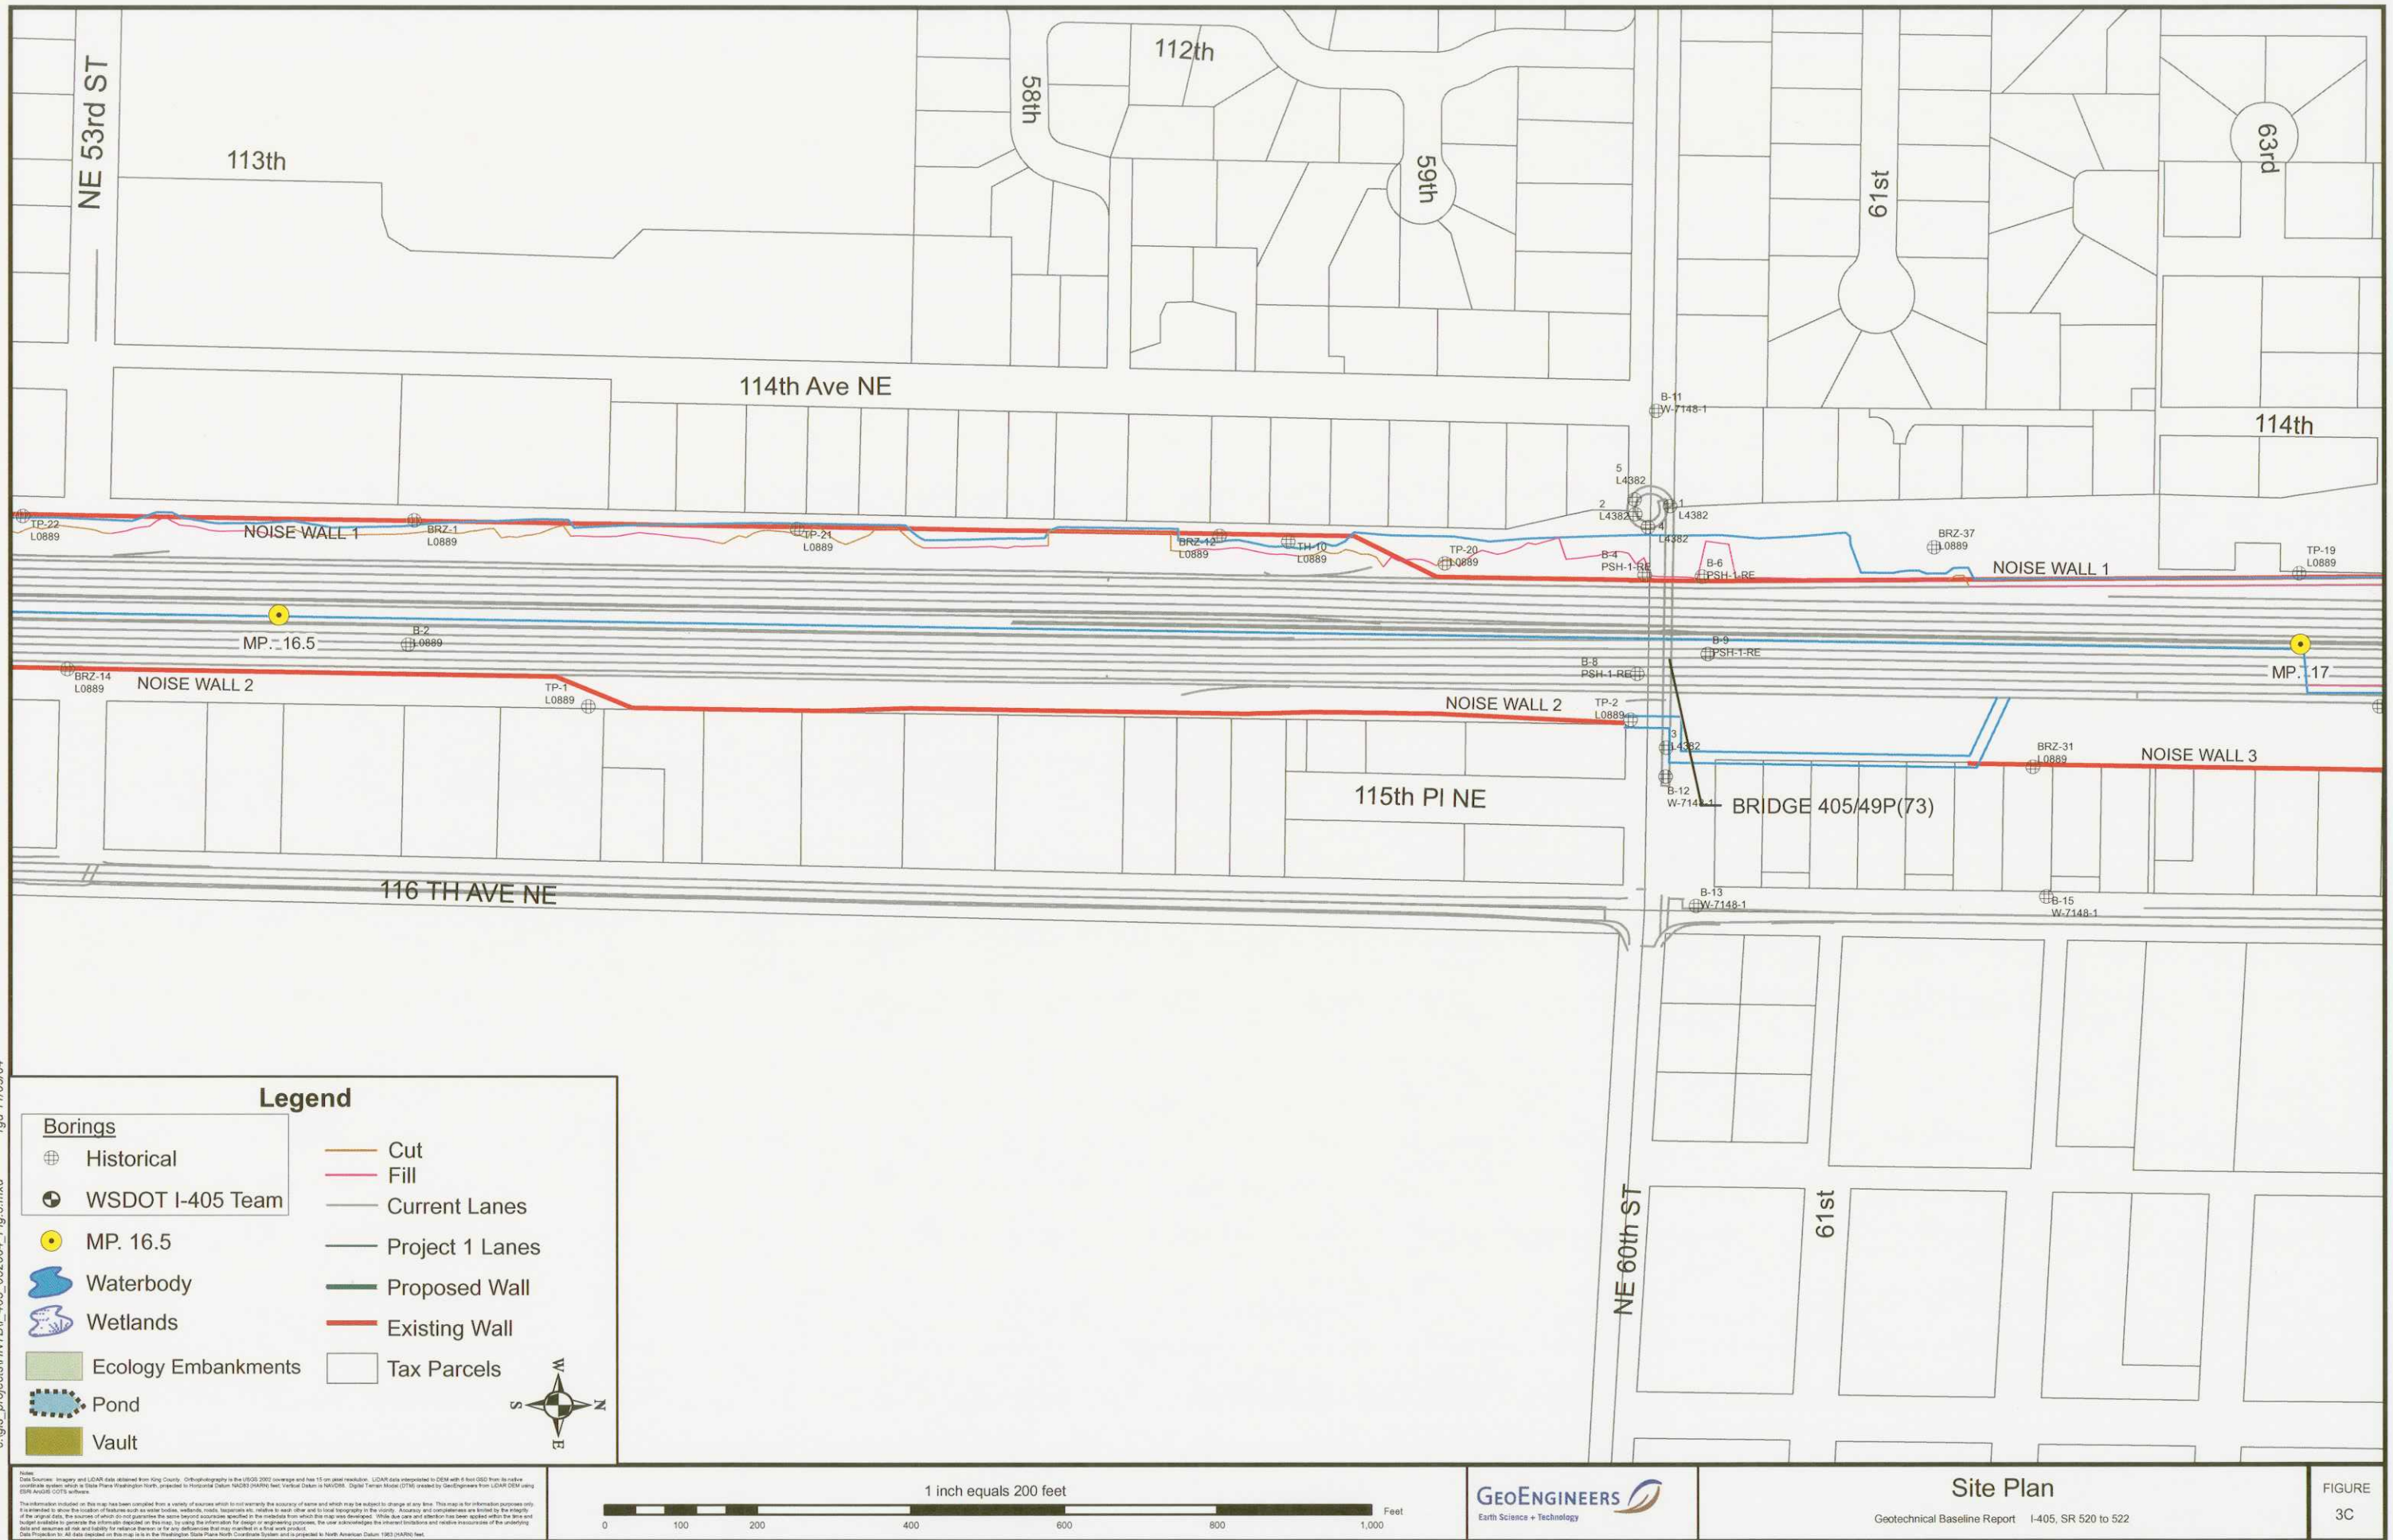 NE 53rd ST
113th
58th
112th
59th
61st
63rd
114th Ave NE
114th
B-11
W-7148-1
5
L4382
2
L4382
1
L4382
4
L4382
TP-22
L0889
NOISE WALL 1
BRZ-1
L0889
TP-21
L0889
BRZ-12
L0889
TH-10
L0889
TP-20
L0889
B-4
PSH-1-RE
B-6
PSH-1-RE
BRZ-37
L0889
NOISE WALL 1
TP-19
L0889
MP. 16.5
B-2
L0889
B-9
PSH-1-RE
B-8
PSH-1-RE
MP. 17
BRZ-14
L0889
NOISE WALL 2
TP-1
L0889
NOISE WALL 2
TP-2
L0889
3
L4382
BRZ-31
L0889
NOISE WALL 3
115th Pl NE
B-12
W-7148-1
BRIDGE 405/49P(73)
116 TH AVE NE
B-13
W-7148-1
B-15
W-7148-1
NE 60th ST
61st
Legend
Borings
Historical
WSDOT I-405 Team
MP. 16.5
Waterbody
Wetlands
Ecology Embankments
Pond
Vault
Cut
Fill
Current Lanes
Project 1 Lanes
Proposed Wall
Existing Wall
Tax Parcels
W
S
N
E
Notes:
1 inch equals 200 feet
0 100 200 400 600 800 1,000
Feet
GEOENGINEERS
Earth Science + Technology
Site Plan
Geotechnical Baseline Report I-405, SR 520 to 522
FIGURE
3C